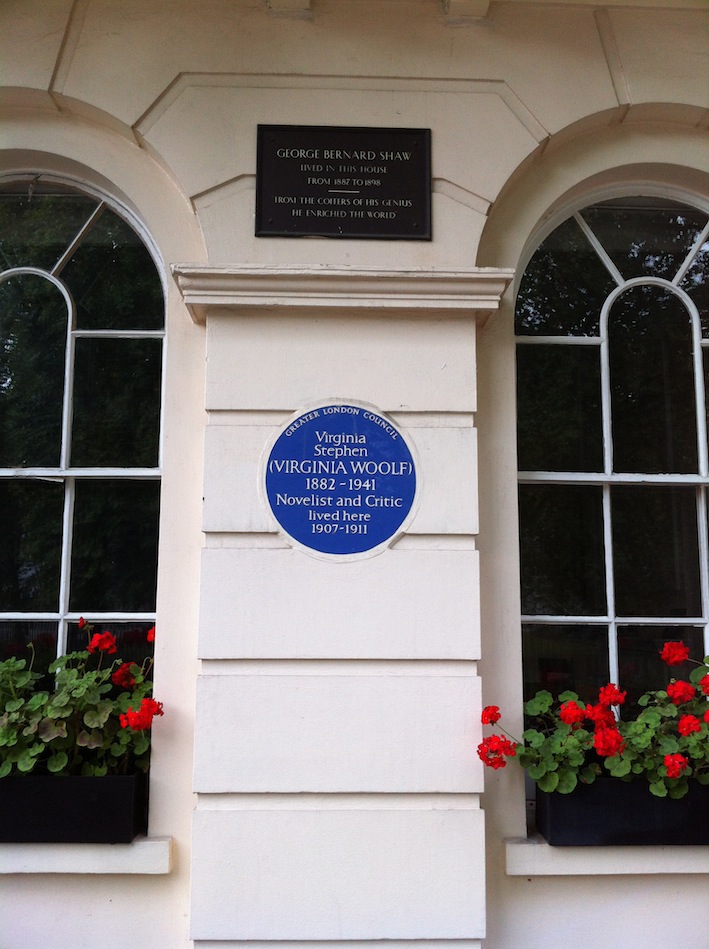 GEORGE BERNARD SHAW
LIVED IN THIS HOUSE
FROM 1887 TO 1898
FROM THE COFFERS OF HIS GENIUS
HE ENRICHED THE WORLD
GREATER LONDON COUNCIL
Virginia
Stephen
(VIRGINIA WOOLF)
1882 - 1941
Novelist and Critic
lived here
1907-1911